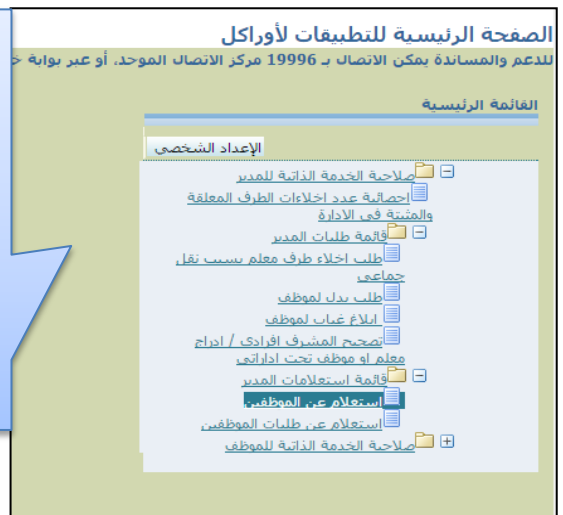 الصفحة الرئيسية للتطبيقات لأوراكل
للدعم والمساندة يمكن الاتصال بـ 19996 مركز الاتصال الموحد، أو عبر بوابة
القائمة الرئيسية
الإعداد الشخصي
صلاحية الخدمة الذاتية للمدير
احصائية عدد اخلاءات الطرف المعلقة
والمثبتة في الادارة
قائمة طلبات المدير
طلب اخلاء طرف معلم بسبب نقل
جماعي
طلب بدل لموظف
ابلاغ غياب لموظف
تصحيح المشرف افرادي / ادراج
معلم او موظف تحت اداراتي
قائمة استعلامات المدير
استعلام عن الموظفين
استعلام عن طلبات الموظفين
صلاحية الخدمة الذاتية للموظف